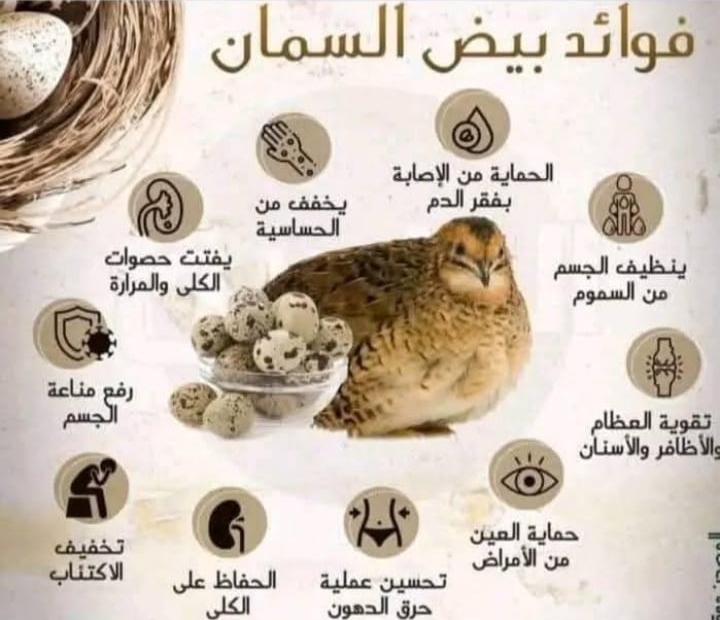 فوائد بيض السمان
الحماية من الإصابة
بفقر الدم
يخفف من
الحساسية
يفتت حصوات
الكلى والمرارة
ينظيف الجسم
من السموم
رفع مناعة
الجسم
تقوية العظام
والأظافر والأسنان
حماية العين
من الأمراض
تخفيف
الاكتئاب
الحفاظ على
الكلى
تحسين عملية
حرق الدهون